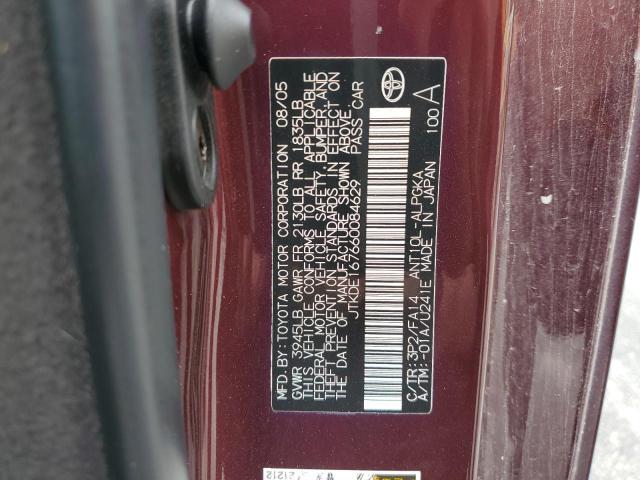 MFD.BY:TOYOTA MOTOR CORPORATION 08/05
GVWR 3945LB GAWR FR 2130LB RR 1835LB
THIS VEHICLE CONFORMS TO ALL APPLICABLE
FEDERAL MOTOR VEHICLE SAFETY, BUMPER, AND
THEFT PREVENTION STANDARDS IN EFFECT ON
THE DATE OF MANUFACTURE SHOWN ABOVE.
JTKDE167660084629 PASS CAR
C/TR:3P2/FA14 ANT10L-ALPGKA
A/TM:-01A/U241E MADE IN JAPAN
100 A
21212